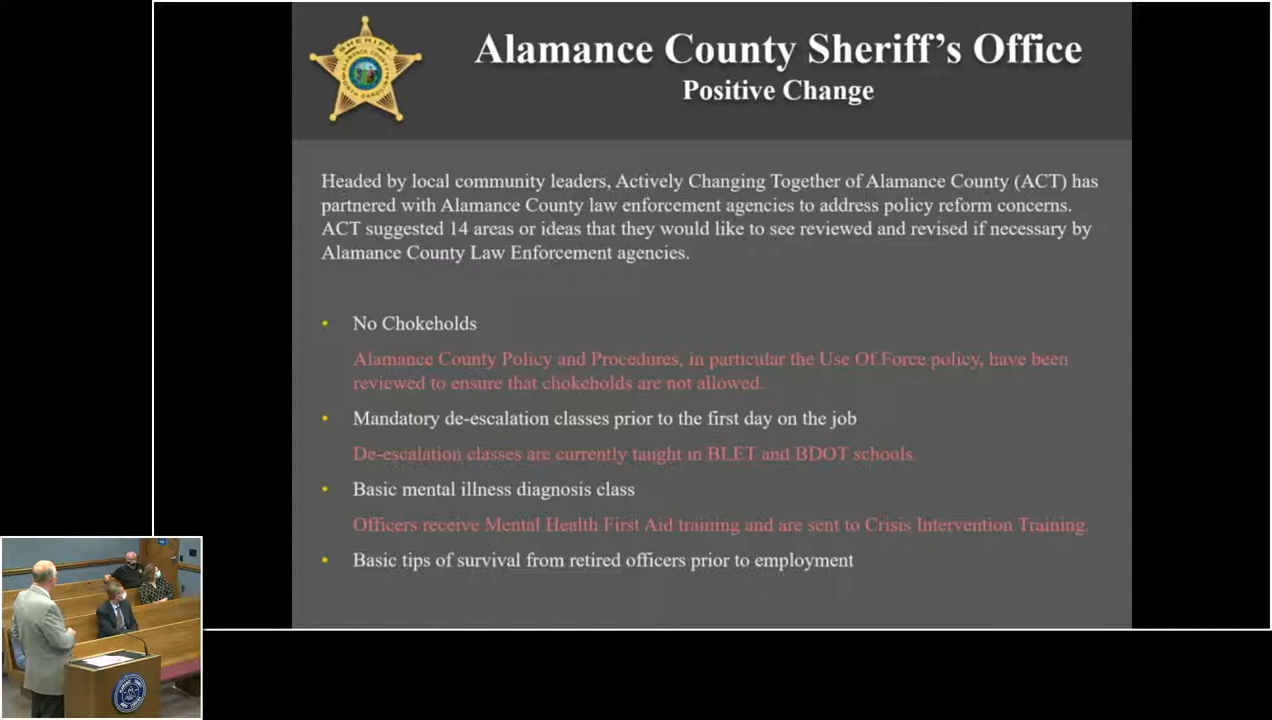 Alamance County Sheriff's Office
Positive Change
SHERIFF
ALAMANCE COUNTY
NORTH CAROLINA
Headed by local community leaders, Actively Changing Together of Alamance County (ACT) has
partnered with Alamance County law enforcement agencies to address policy reform concerns.
ACT suggested 14 areas or ideas that they would like to see reviewed and revised if necessary by
Alamance County Law Enforcement agencies.
• No Chokeholds
Alamance County Policy and Procedures, in particular the Use Of Force policy, have been
reviewed to ensure that chokeholds are not allowed.
• Mandatory de-escalation classes prior to the first day on the job
De-escalation classes are currently taught in BLET and BDOT schools.
• Basic mental illness diagnosis class
Officers receive Mental Health First Aid training and are sent to Crisis Intervention Training.
• Basic tips of survival from retired officers prior to employment